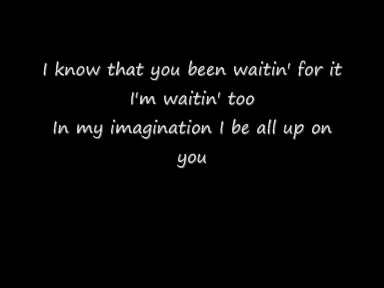 I know that you been waitin' for it
I'm waitin' too
In my imagination I be all up on
you